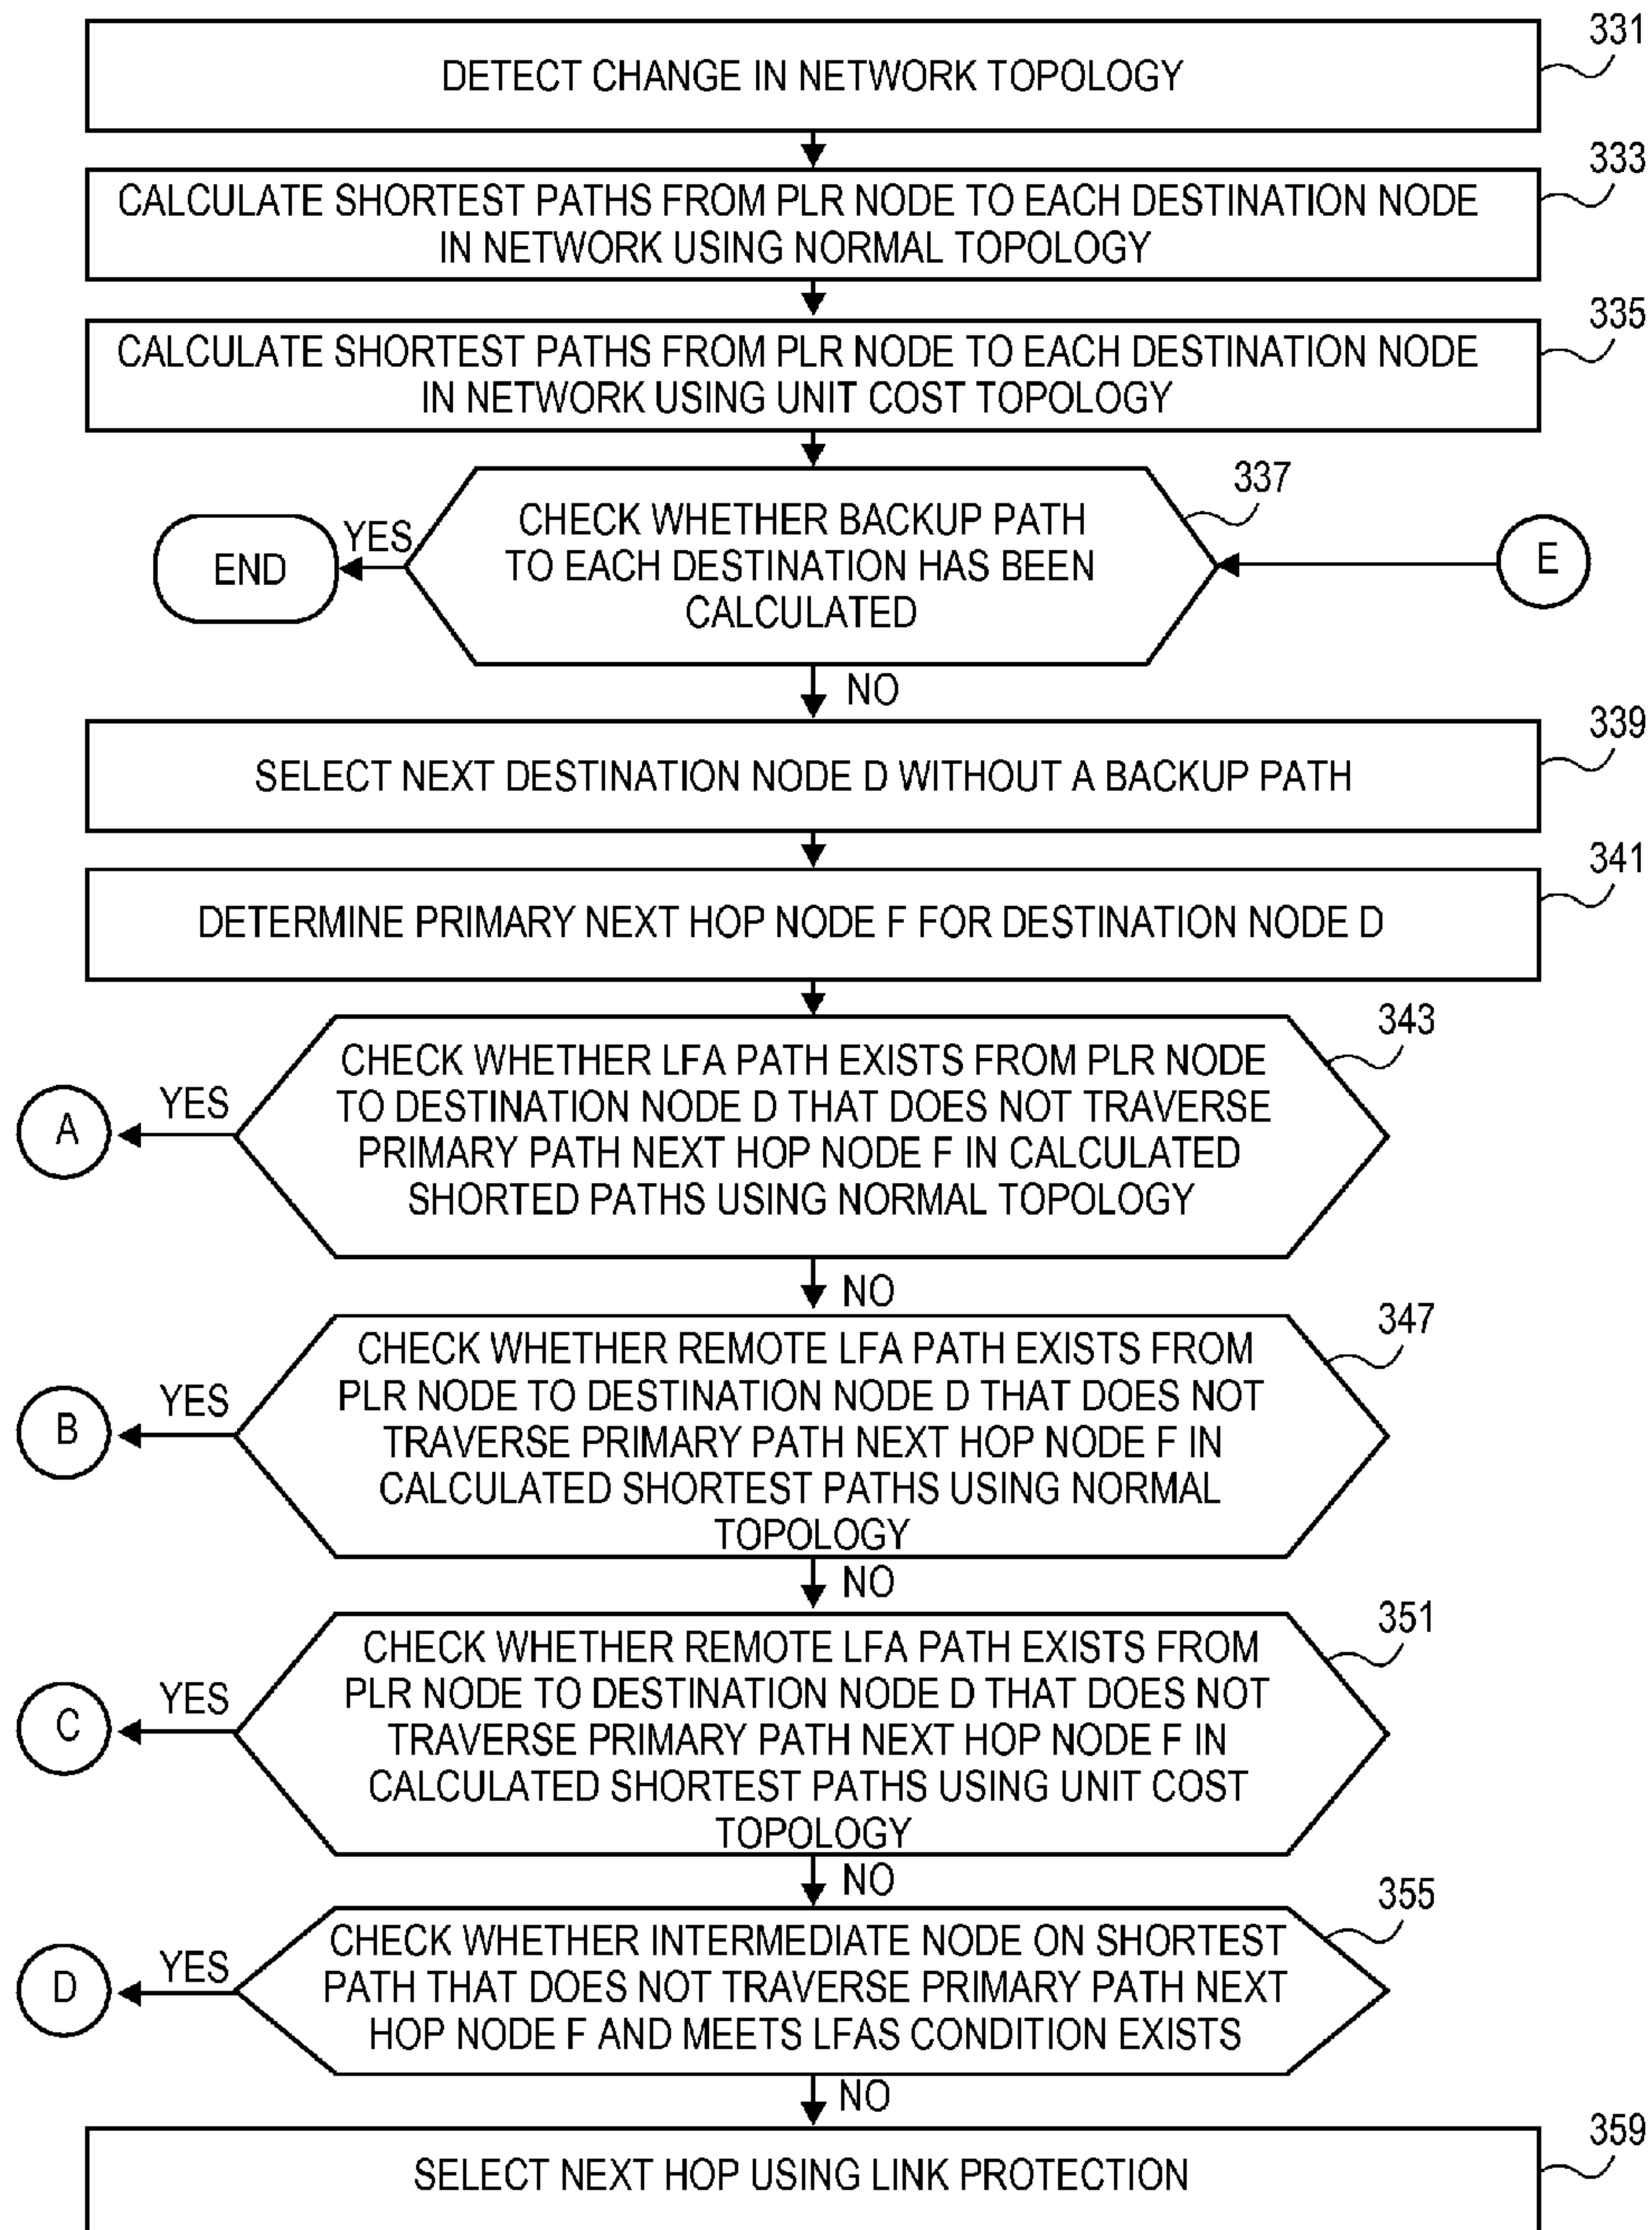 331
DETECT CHANGE IN NETWORK TOPOLOGY
333
CALCULATE SHORTEST PATHS FROM PLR NODE TO EACH DESTINATION NODE
IN NETWORK USING NORMAL TOPOLOGY
335
CALCULATE SHORTEST PATHS FROM PLR NODE TO EACH DESTINATION NODE
IN NETWORK USING UNIT COST TOPOLOGY
337
CHECK WHETHER BACKUP PATH
TO EACH DESTINATION HAS BEEN
CALCULATED
YES
END
E
NO
339
SELECT NEXT DESTINATION NODE D WITHOUT A BACKUP PATH
341
DETERMINE PRIMARY NEXT HOP NODE F FOR DESTINATION NODE D
343
CHECK WHETHER LFA PATH EXISTS FROM PLR NODE
TO DESTINATION NODE D THAT DOES NOT TRAVERSE
PRIMARY PATH NEXT HOP NODE F IN CALCULATED
SHORTED PATHS USING NORMAL TOPOLOGY
YES
A
NO
347
CHECK WHETHER REMOTE LFA PATH EXISTS FROM
PLR NODE TO DESTINATION NODE D THAT DOES NOT
TRAVERSE PRIMARY PATH NEXT HOP NODE F IN
CALCULATED SHORTEST PATHS USING NORMAL
TOPOLOGY
YES
B
NO
351
CHECK WHETHER REMOTE LFA PATH EXISTS FROM
PLR NODE TO DESTINATION NODE D THAT DOES NOT
TRAVERSE PRIMARY PATH NEXT HOP NODE F IN
CALCULATED SHORTEST PATHS USING UNIT COST
TOPOLOGY
YES
C
NO
355
CHECK WHETHER INTERMEDIATE NODE ON SHORTEST
PATH THAT DOES NOT TRAVERSE PRIMARY PATH NEXT
HOP NODE F AND MEETS LFAS CONDITION EXISTS
YES
D
NO
359
SELECT NEXT HOP USING LINK PROTECTION